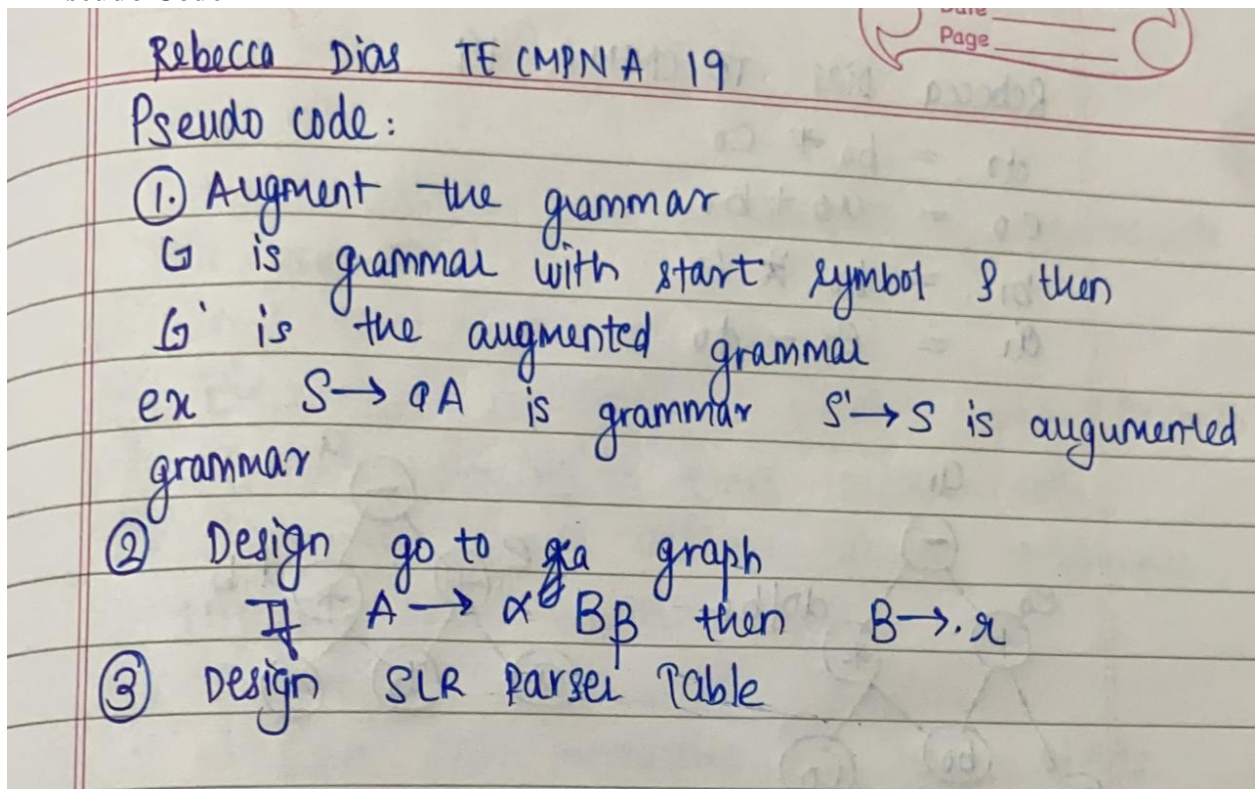 Date
Page
Rebecca Dias TE CMPN A 19
Pseudo code:
1. Augment the grammar
G is grammar with start symbol S then
G' is the augmented grammar
ex S → aA is grammar S' → S is augumented
grammar
2 Design go to graph
If A → α Bβ then B → .r
3 Design SLR Parser Table